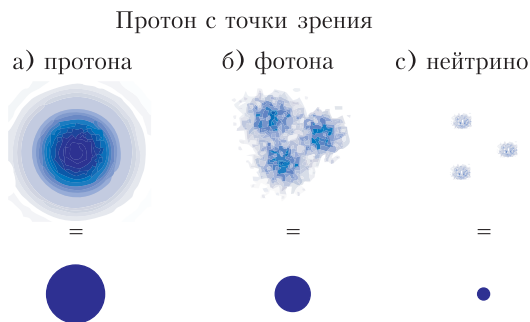 Протон с точки зрения
а) протона б) фотона с) нейтрино
= = =